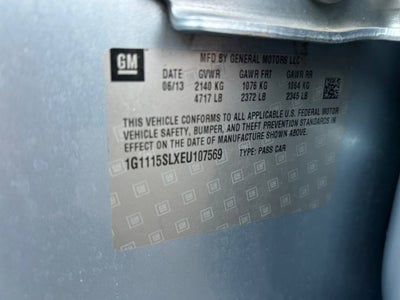 GM
MFD BY GENERAL MOTORS LLC
DATE GVWR GAWR FRT GAWR RR
06/13 2140 KG 1076 KG 1064 KG
4717 LB 2372 LB 2345 LB
THIS VEHICLE CONFORMS TO ALL APPLICABLE U.S. FEDERAL MOTOR
VEHICLE SAFETY, BUMPER, AND THEFT PREVENTION STANDARDS IN
EFFECT ON THE DATE OF MANUFACTURE SHOWN ABOVE.
1G1115SLXEU107569 TYPE: PASS CAR